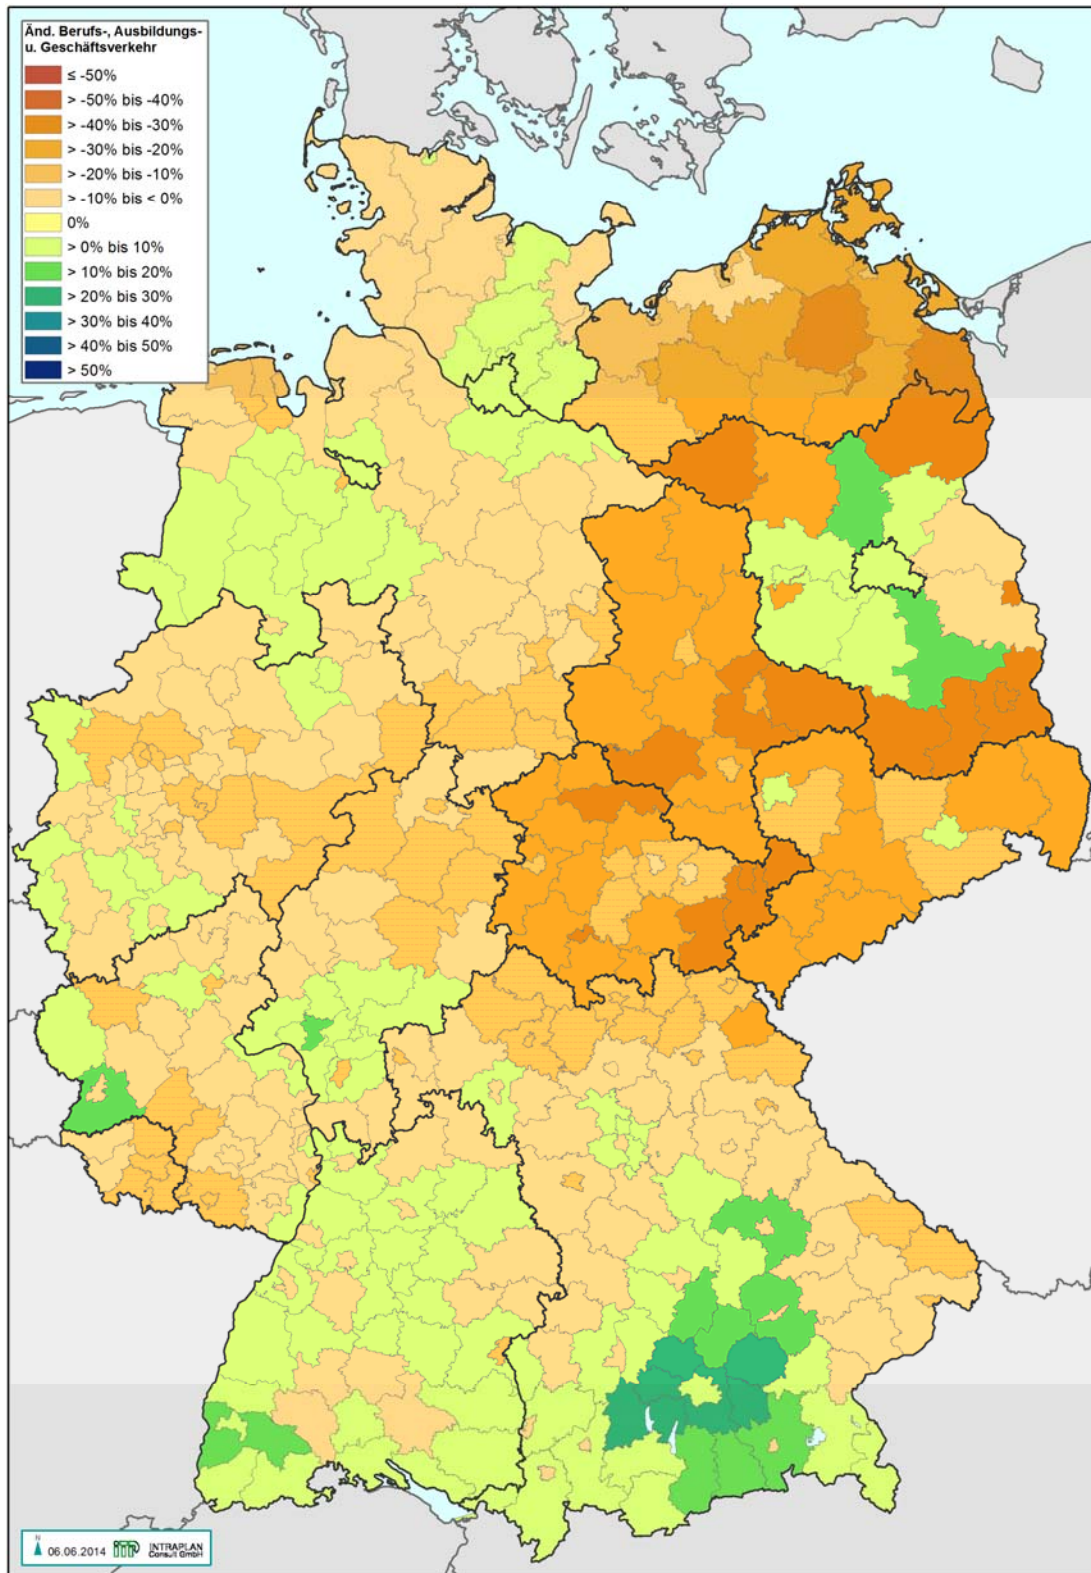 Änd. Berufs-, Ausbildungs-
u. Geschäftsverkehr
≤ -50%
> -50% bis -40%
> -40% bis -30%
> -30% bis -20%
> -20% bis -10%
> -10% bis < 0%
0%
> 0% bis 10%
> 10% bis 20%
> 20% bis 30%
> 30% bis 40%
> 40% bis 50%
> 50%
N
06.06.2014 itp INTRAPLAN
Consult GmbH